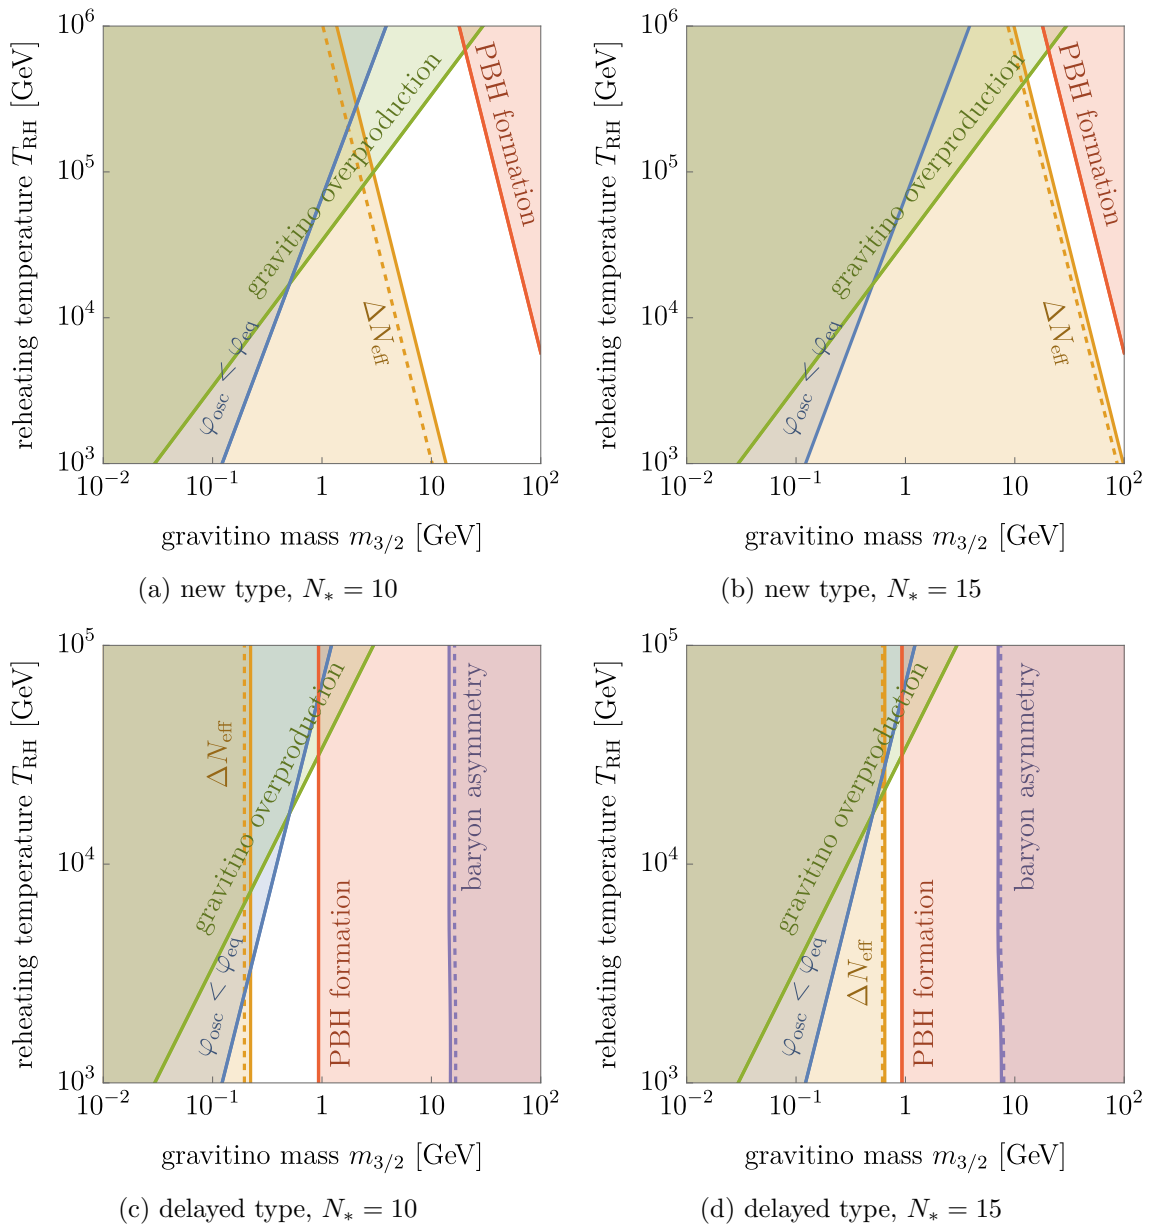 reheating temperature T_RH [GeV]
10^6
10^5
10^4
10^3
gravitino overproduction
PBH formation
ΔN_eff
φ_osc < φ_eq
10^−2
10^−1
1
10
10^2
gravitino mass m_3/2 [GeV]
(a) new type, N_* = 10
reheating temperature T_RH [GeV]
10^6
10^5
10^4
10^3
gravitino overproduction
PBH formation
ΔN_eff
φ_osc < φ_eq
10^−2
10^−1
1
10
10^2
gravitino mass m_3/2 [GeV]
(b) new type, N_* = 15
reheating temperature T_RH [GeV]
10^5
10^4
10^3
ΔN_eff
gravitino overproduction
φ_osc < φ_eq
PBH formation
baryon asymmetry
10^−2
10^−1
1
10
10^2
gravitino mass m_3/2 [GeV]
(c) delayed type, N_* = 10
reheating temperature T_RH [GeV]
10^5
10^4
10^3
gravitino overproduction
φ_osc < φ_eq
ΔN_eff
PBH formation
baryon asymmetry
10^−2
10^−1
1
10
10^2
gravitino mass m_3/2 [GeV]
(d) delayed type, N_* = 15